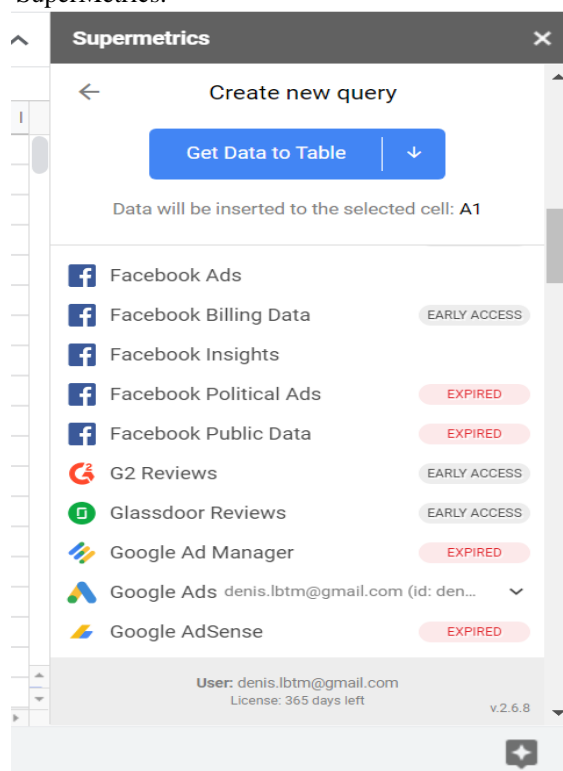 SuperMetrics.
Supermetrics
Create new query
I
Get Data to Table
Data will be inserted to the selected cell: A1
Facebook Ads
Facebook Billing Data EARLY ACCESS
Facebook Insights
Facebook Political Ads EXPIRED
Facebook Public Data EXPIRED
G2 Reviews EARLY ACCESS
Glassdoor Reviews EARLY ACCESS
Google Ad Manager EXPIRED
Google Ads denis.lbtm@gmail.com (id: den...
Google AdSense EXPIRED
User: denis.lbtm@gmail.com
License: 365 days left
v.2.6.8